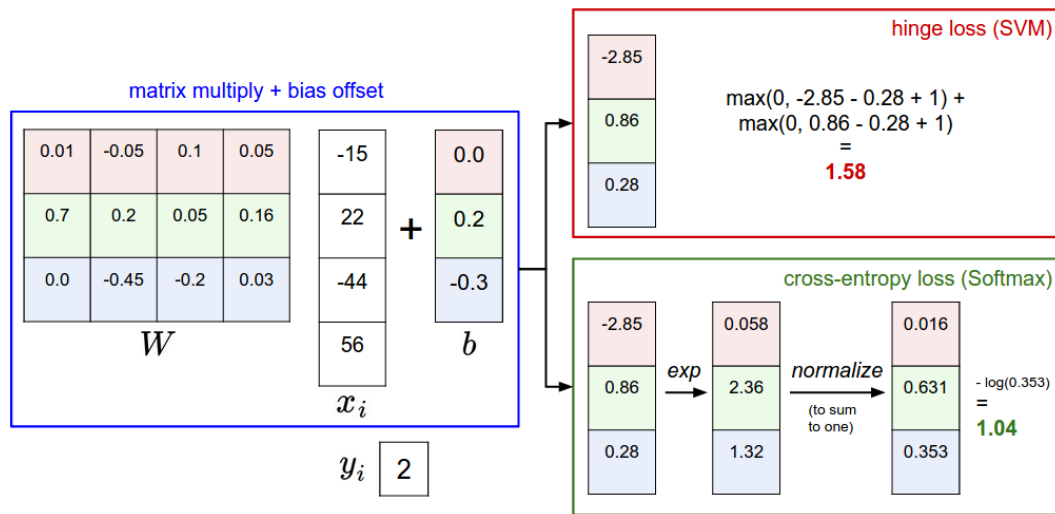 matrix multiply + bias offset
0.01 -0.05 0.1 0.05
0.7 0.2 0.05 0.16
0.0 -0.45 -0.2 0.03
W
-15
22
-44
56
x_i
+
0.0
0.2
-0.3
b
y_i 2
hinge loss (SVM)
-2.85
0.86
0.28
max(0, -2.85 - 0.28 + 1) +
max(0, 0.86 - 0.28 + 1)
=
1.58
cross-entropy loss (Softmax)
-2.85
0.86
0.28
exp
0.058
2.36
1.32
normalize
(to sum
to one)
0.016
0.631
0.353
- log(0.353)
=
1.04